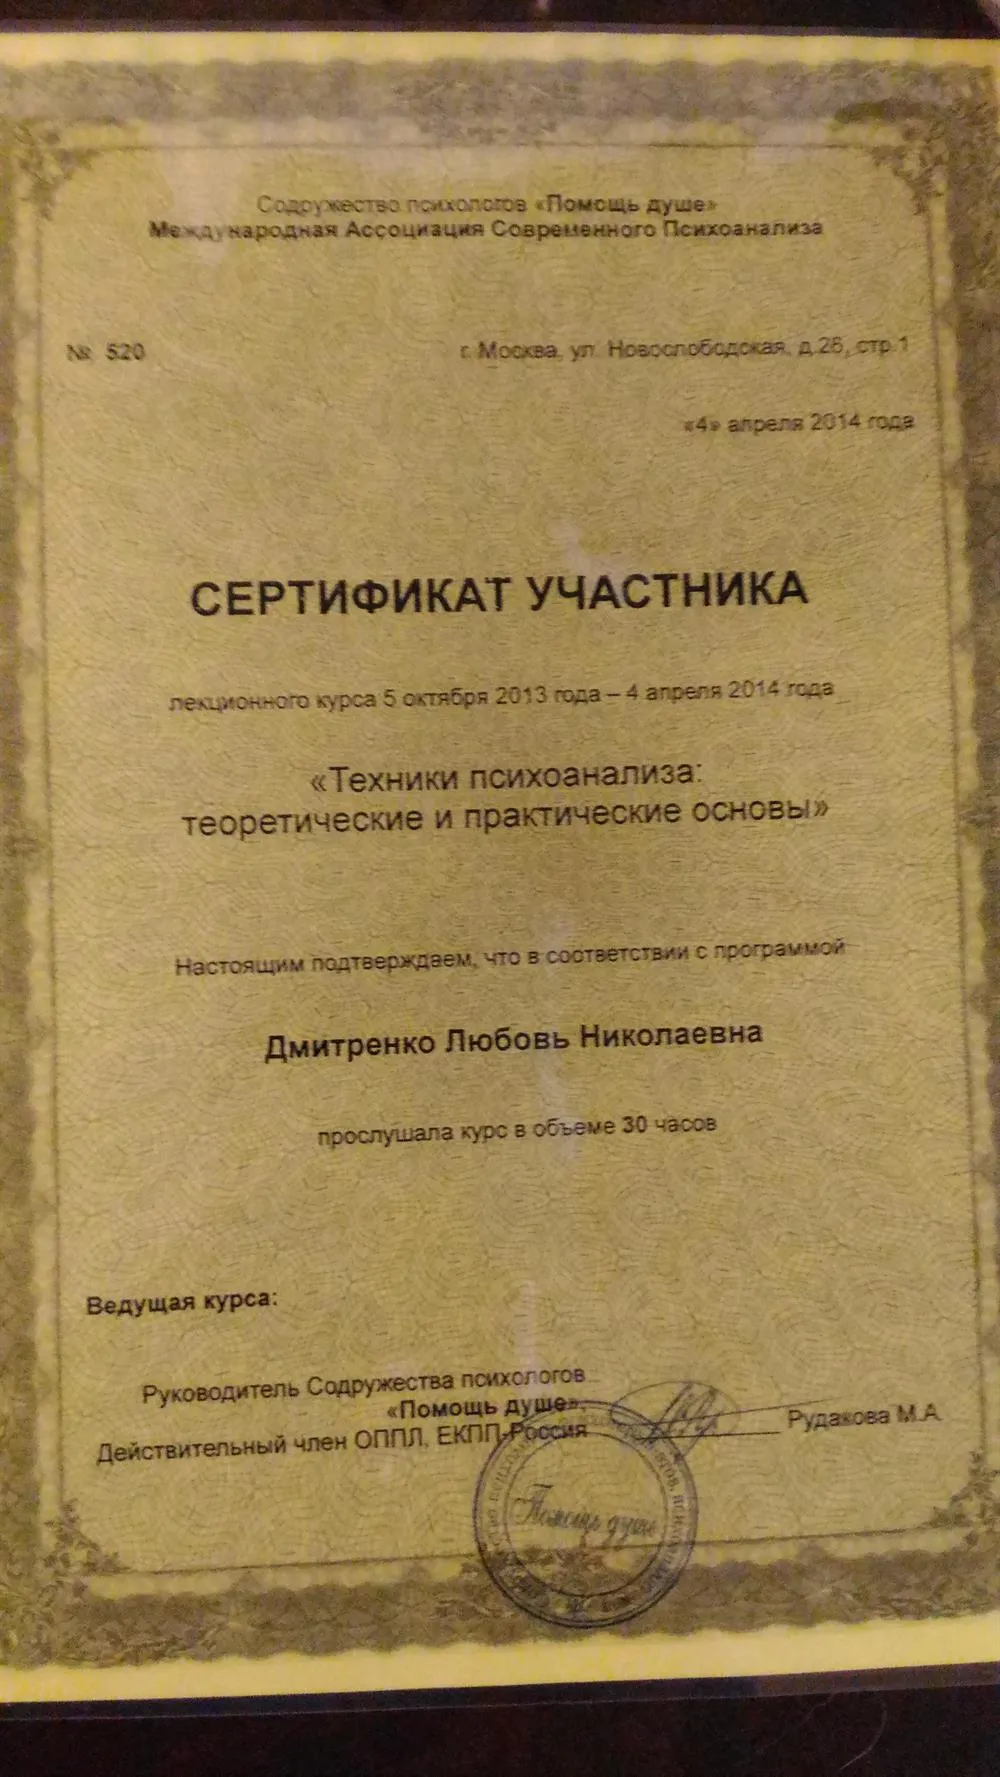 Содружество психологов «Помощь душе»
Международная Ассоциация Современного Психоанализа
№ 520
г. Москва, ул. Новослободская, д.26, стр.1
«4» апреля 2014 года
СЕРТИФИКАТ УЧАСТНИКА
лекционного курса 5 октября 2013 года – 4 апреля 2014 года
«Техники психоанализа:
теоретические и практические основы»
Настоящим подтверждаем, что в соответствии с программой
Дмитренко Любовь Николаевна
прослушала курс в объеме 30 часов
Ведущая курса:
Руководитель Содружества психологов
«Помощь душе»,
Действительный член ОППЛ, ЕКПП-Россия
Рудакова М.А.
Помощь душе